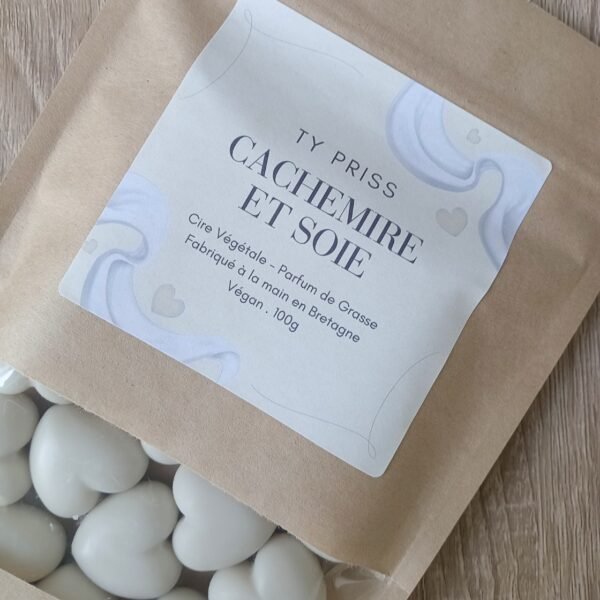 TY PRISS
CACHEMIRE
ET SOIE
Cire Végétale - Parfum de Grasse
Fabriqué à la main en Bretagne
Végan . 100g